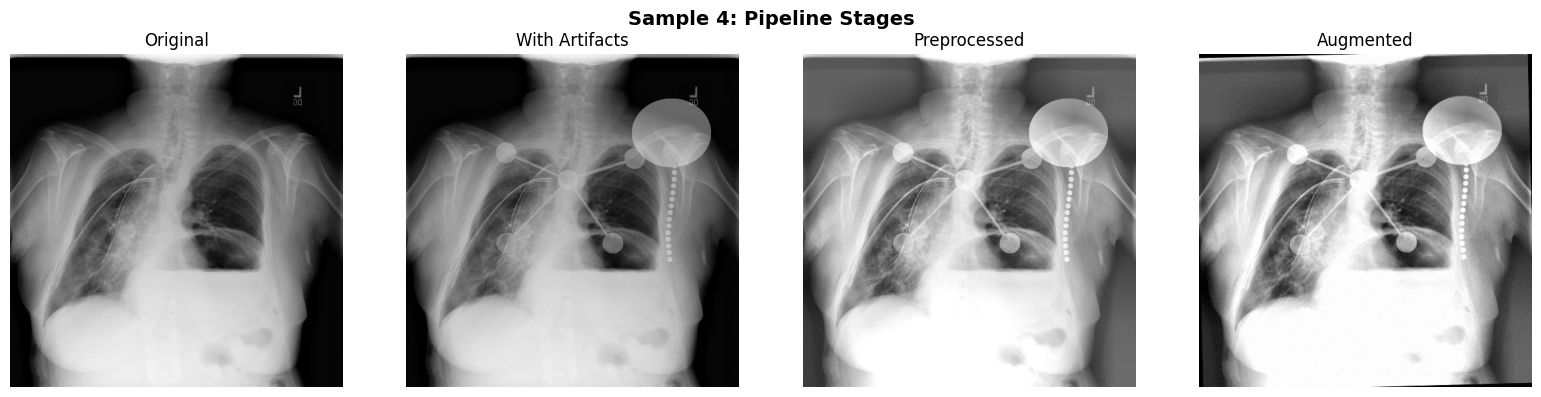 Sample 4: Pipeline Stages
Original
With Artifacts
Preprocessed
Augmented
L
L
L
L